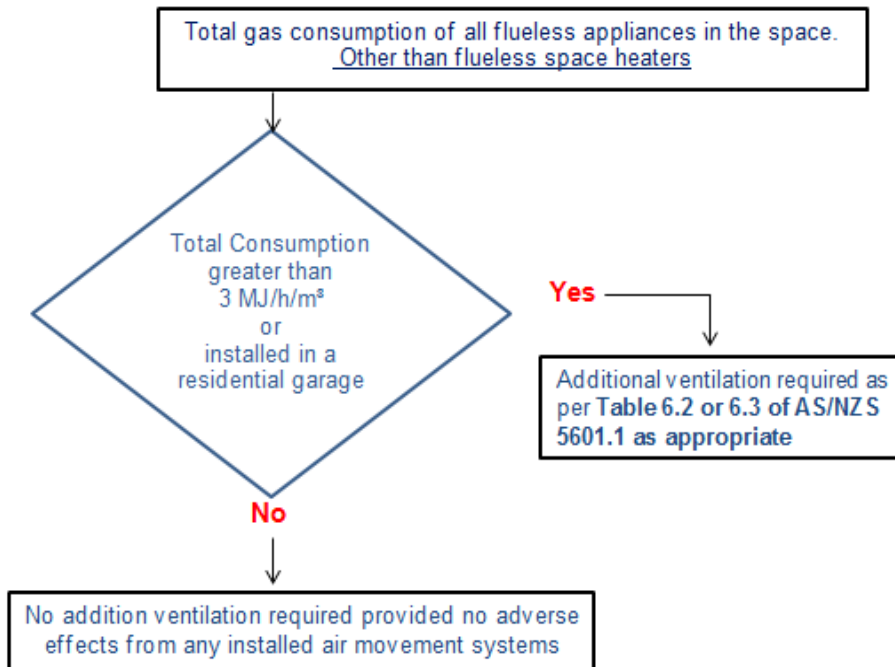 Total gas consumption of all flueless appliances in the space.
Other than flueless space heaters
Total Consumption
greater than
3 MJ/h/m³
or
installed in a
residential garage
Yes
Additional ventilation required as
per Table 6.2 or 6.3 of AS/NZS
5601.1 as appropriate
No
No addition ventilation required provided no adverse
effects from any installed air movement systems